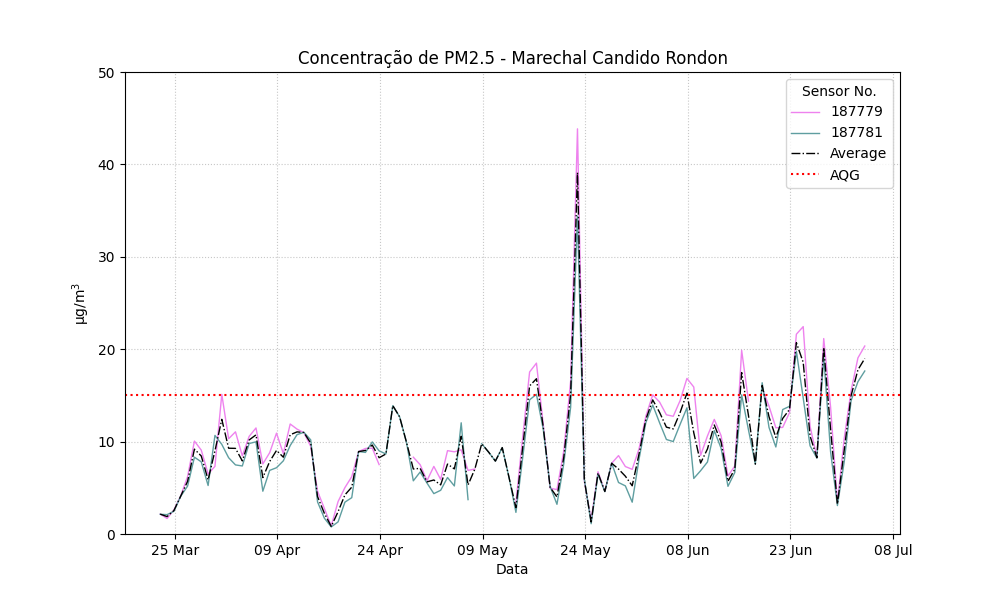 Concentração de PM2.5 - Marechal Candido Rondon
50
40
30
20
10
0
µg/m³
Sensor No.
187779
187781
Average
AQG
25 Mar
09 Apr
24 Apr
09 May
24 May
08 Jun
23 Jun
08 Jul
Data